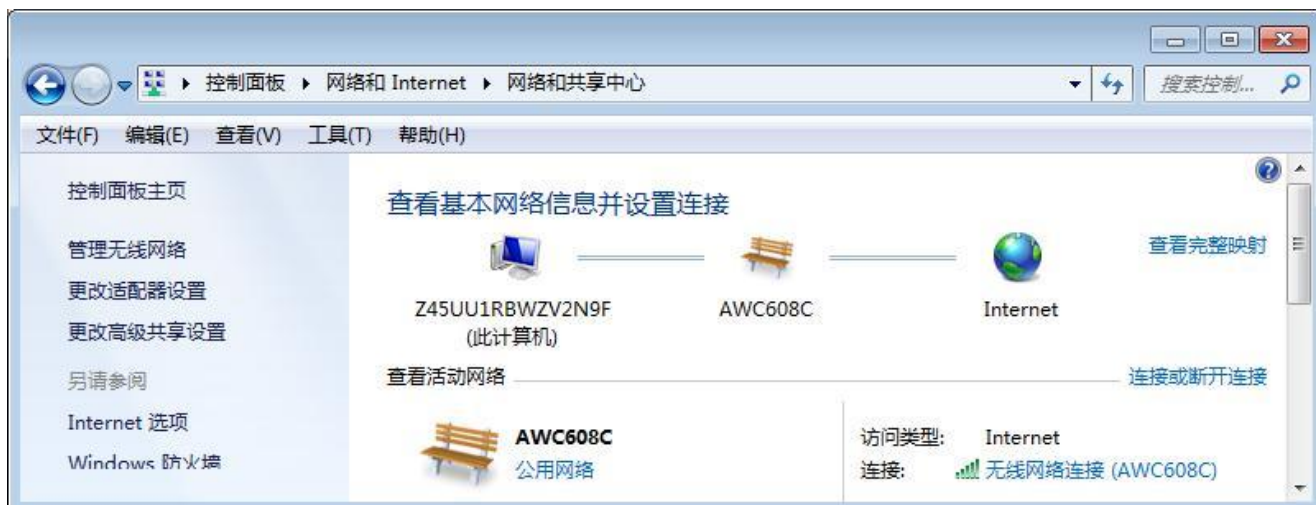 控制面板 ▸ 网络和 Internet ▸ 网络和共享中心
搜索控制...
文件(F) 编辑(E) 查看(V) 工具(T) 帮助(H)
控制面板主页
管理无线网络
更改适配器设置
更改高级共享设置
另请参阅
Internet 选项
Windows 防火墙
查看基本网络信息并设置连接
查看完整映射
Z45UU1RBWZV2N9F
(此计算机)
AWC608C
Internet
查看活动网络
连接或断开连接
AWC608C
公用网络
访问类型: Internet
连接: 无线网络连接 (AWC608C)